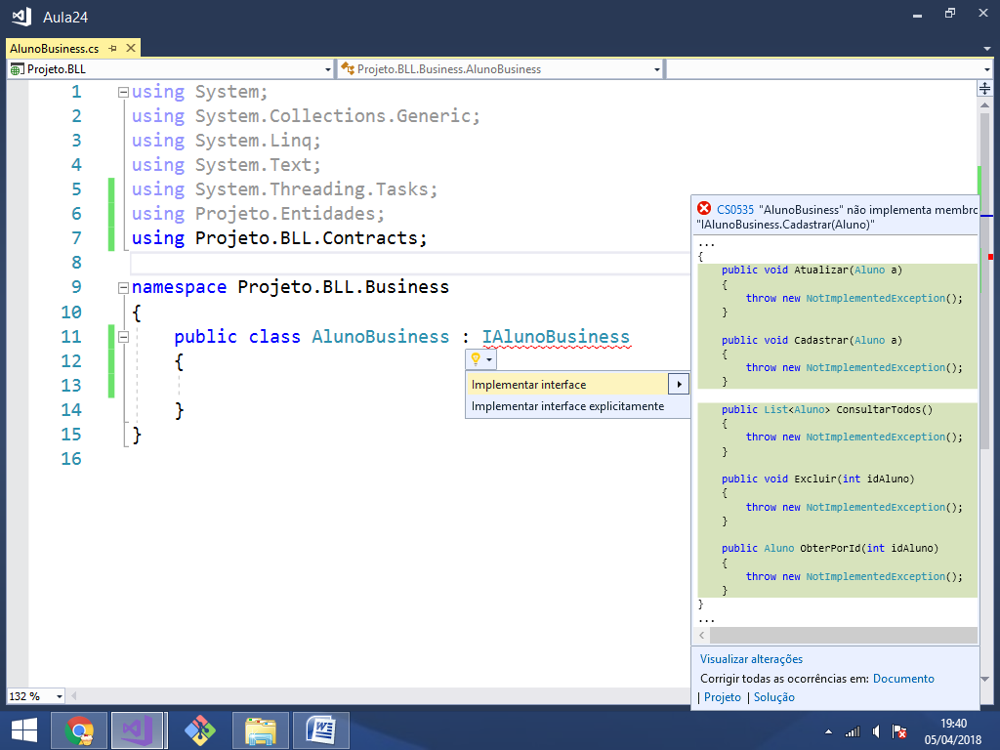 Aula24
AlunoBusiness.cs
Projeto.BLL
Projeto.BLL.Business.AlunoBusiness
1 using System;
2 using System.Collections.Generic;
3 using System.Linq;
4 using System.Text;
5 using System.Threading.Tasks;
6 using Projeto.Entidades;
7 using Projeto.BLL.Contracts;
8
9 namespace Projeto.BLL.Business
10 {
11 public class AlunoBusiness : IAlunoBusiness
12 {
13
14 }
15 }
16
Implementar interface
Implementar interface explicitamente
CS0535 "AlunoBusiness" não implementa membro
"IAlunoBusiness.Cadastrar(Aluno)"
...
{
public void Atualizar(Aluno a)
{
throw new NotImplementedException();
}
public void Cadastrar(Aluno a)
{
throw new NotImplementedException();
}
public List<Aluno> ConsultarTodos()
{
throw new NotImplementedException();
}
public void Excluir(int idAluno)
{
throw new NotImplementedException();
}
public Aluno ObterPorId(int idAluno)
{
throw new NotImplementedException();
}
}
...
Visualizar alterações
Corrigir todas as ocorrências em: Documento
| Projeto | Solução
132 %
19:40
05/04/2018